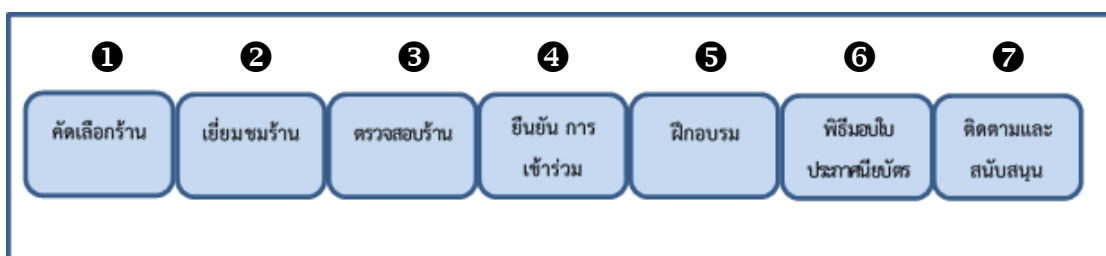 ❶ ❷ ❸ ❹ ❺ ❻ ❼
คัดเลือกร้าน
เยี่ยมชมร้าน
ตรวจสอบร้าน
ยืนยัน การ
เข้าร่วม
ฝึกอบรม
พิธีมอบใบ
ประกาศนียบัตร
ติดตามและ
สนับสนุน